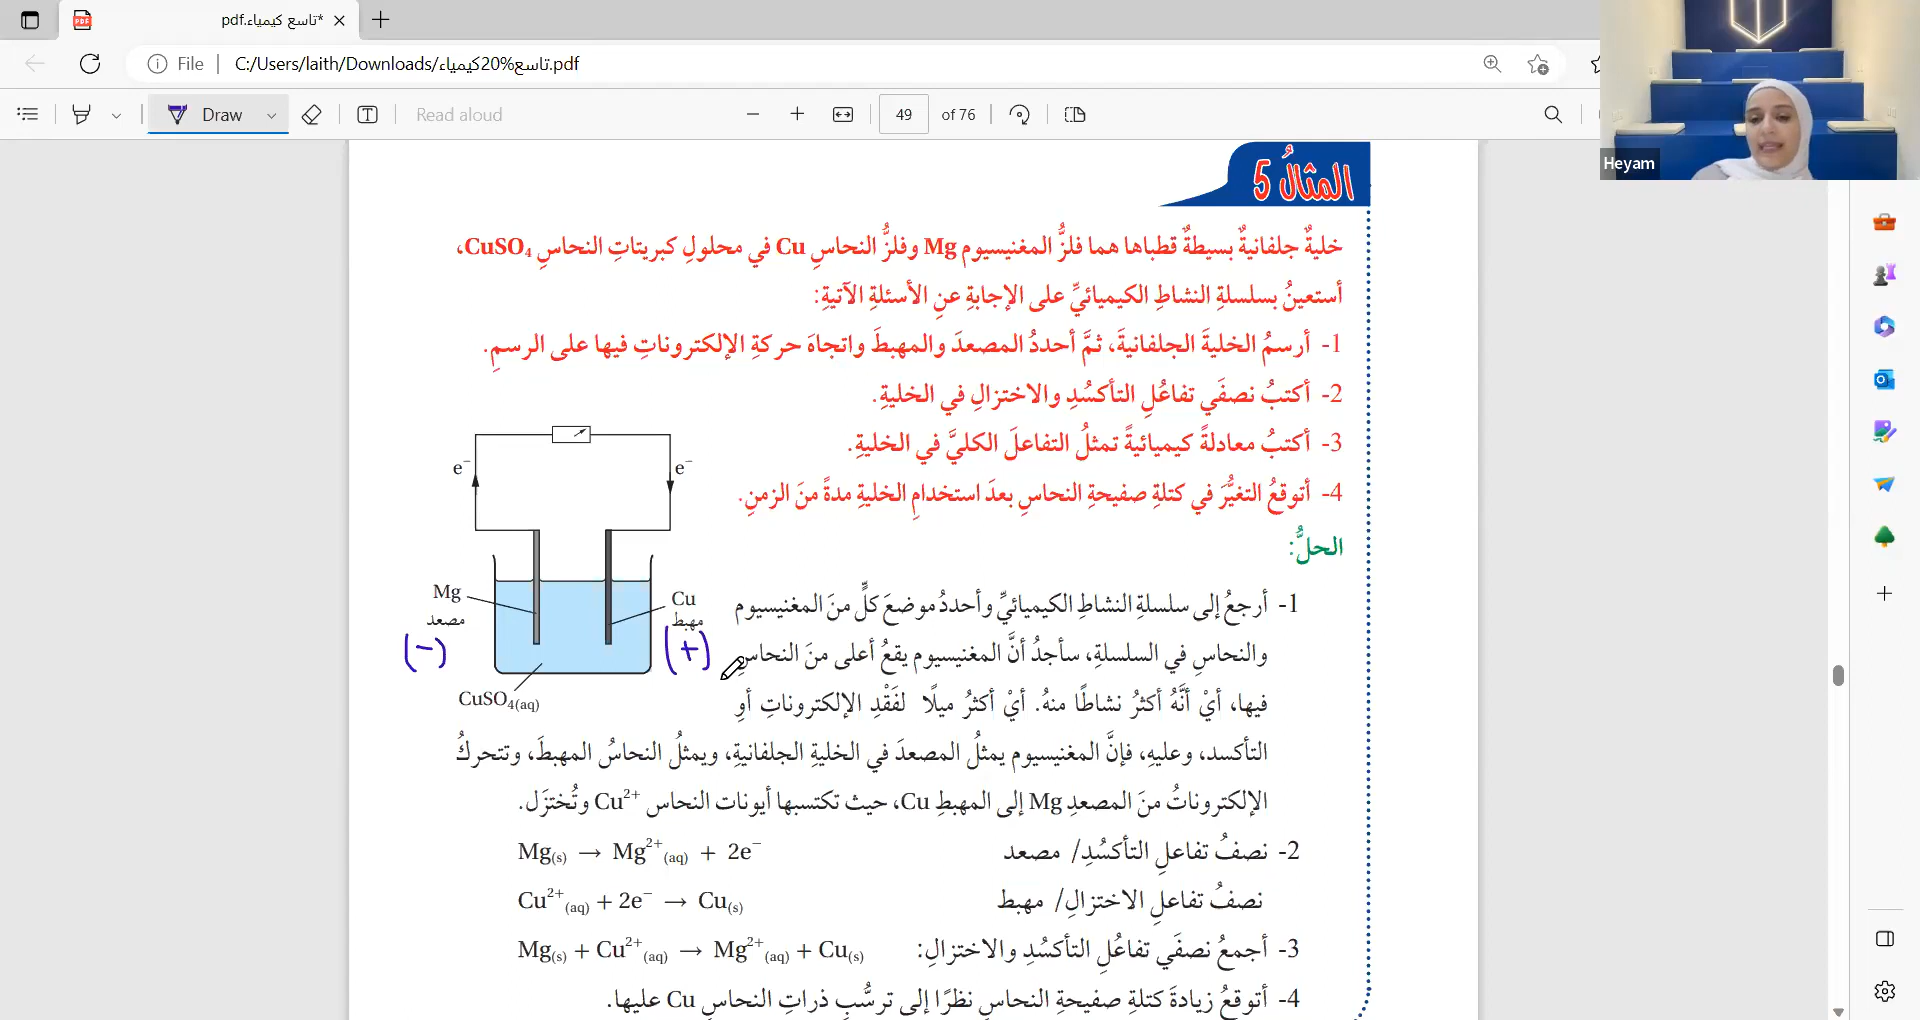 تاسع كيميا​ء.pdf*
File
C:/Users/laith/Downloads/تاسع%20كيمياء.pdf
Draw
Read aloud
49
of 76
Heyam
المثالُ 5
خليةٌ جلفانيةٌ بسيطةٌ قطباها هما فلزُّ المغنيسيوم Mg وفلزُّ النحاسِ Cu في محلولِ كبريتاتِ النحاسِ CuSO₄،
أستعينُ بسلسلةِ النشاطِ الكيميائيِّ على الإجابةِ عنِ الأسئلةِ الآتيةِ:
1- أرسمُ الخليةَ الجلفانيةَ، ثمَّ أحددُ المصعدَ والمهبطَ واتجاهَ حركةِ الإلكتروناتِ فيها على الرسمِ.
2- أكتبُ نصفَي تفاعُلِ التأكسُدِ والاختزالِ في الخليةِ.
3- أكتبُ معادلةً كيميائيةً تمثلُ التفاعلَ الكليَّ في الخليةِ.
4- أتوقعُ التغيُّرَ في كتلةِ صفيحةِ النحاسِ بعدَ استخدامِ الخليةِ مدةً منَ الزمنِ.
e⁻
e⁻
Mg
مصعد
(-)
Cu
مهبط
(+)
CuSO₄(aq)
الحلُّ:
1- أرجعُ إلى سلسلةِ النشاطِ الكيميائيِّ وأحددُ موضعَ كلٍّ منَ المغنيسيوم
والنحاسِ في السلسلةِ، سأجدُ أنَّ المغنيسيوم يقعُ أعلى منَ النحاسِ
فيها، أيْ أنَّهُ أكثرُ نشاطًا منهُ. أيْ أكثرُ ميلًا لفَقْدِ الإلكتروناتِ أوِ
التأكسد، وعليهِ، فإنَّ المغنيسيوم يمثلُ المصعدَ في الخليةِ الجلفانيةِ، ويمثلُ النحاسُ المهبطَ، وتتحركُ
الإلكتروناتُ منَ المصعدِ Mg إلى المهبطِ Cu، حيث تكتسبها أيونات النحاس Cu²⁺ وتُختزَل.
2- نصفُ تفاعلِ التأكسُدِ/ مصعد Mg(s) → Mg²⁺(aq) + 2e⁻
نصفُ تفاعلِ الاختزالِ/ مهبط Cu²⁺(aq) + 2e⁻ → Cu(s)
3- أجمعُ نصفَي تفاعُلِ التأكسُدِ والاختزالِ: Mg(s) + Cu²⁺(aq) → Mg²⁺(aq) + Cu(s)
4- أتوقعُ زيادةَ كتلةِ صفيحةِ النحاسِ نظرًا إلى ترسُّبِ ذراتِ النحاسِ Cu عليها.